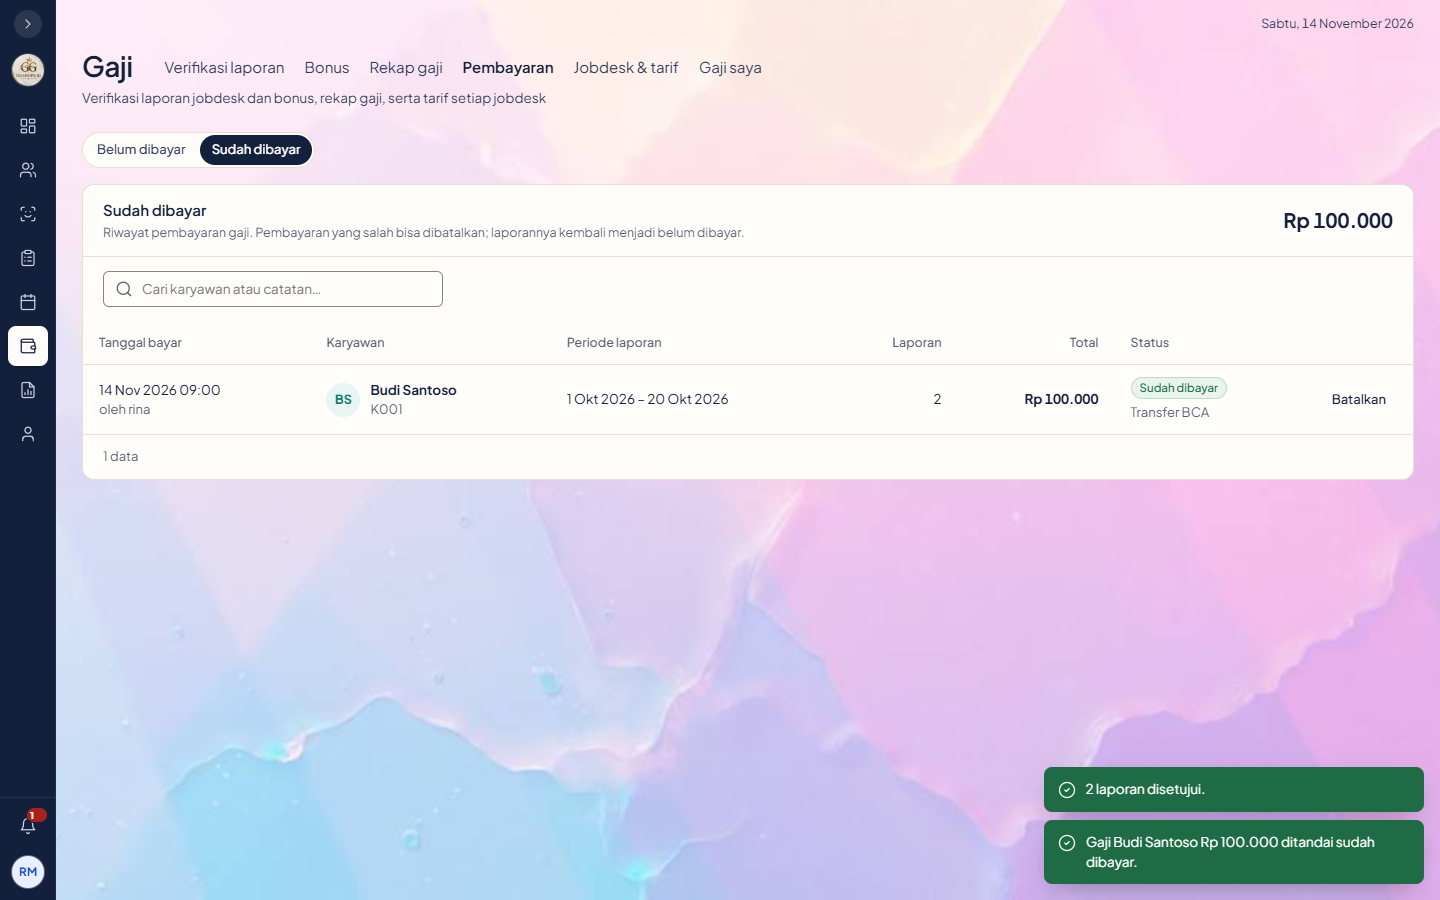 Sabtu, 14 November 2026
Gaji
Verifikasi laporan
Bonus
Rekap gaji
Pembayaran
Jobdesk & tarif
Gaji saya
Verifikasi laporan jobdesk dan bonus, rekap gaji, serta tarif setiap jobdesk
Belum dibayar
Sudah dibayar
Sudah dibayar
Rp 100.000
Riwayat pembayaran gaji. Pembayaran yang salah bisa dibatalkan; laporannya kembali menjadi belum dibayar.
Cari karyawan atau catatan...
Tanggal bayar
Karyawan
Periode laporan
Laporan
Total
Status
14 Nov 2026 09:00
oleh rina
BS
Budi Santoso
K001
1 Okt 2026 – 20 Okt 2026
2
Rp 100.000
Sudah dibayar
Transfer BCA
Batalkan
1 data
1
RM
2 laporan disetujui.
Gaji Budi Santoso Rp 100.000 ditandai sudah
dibayar.